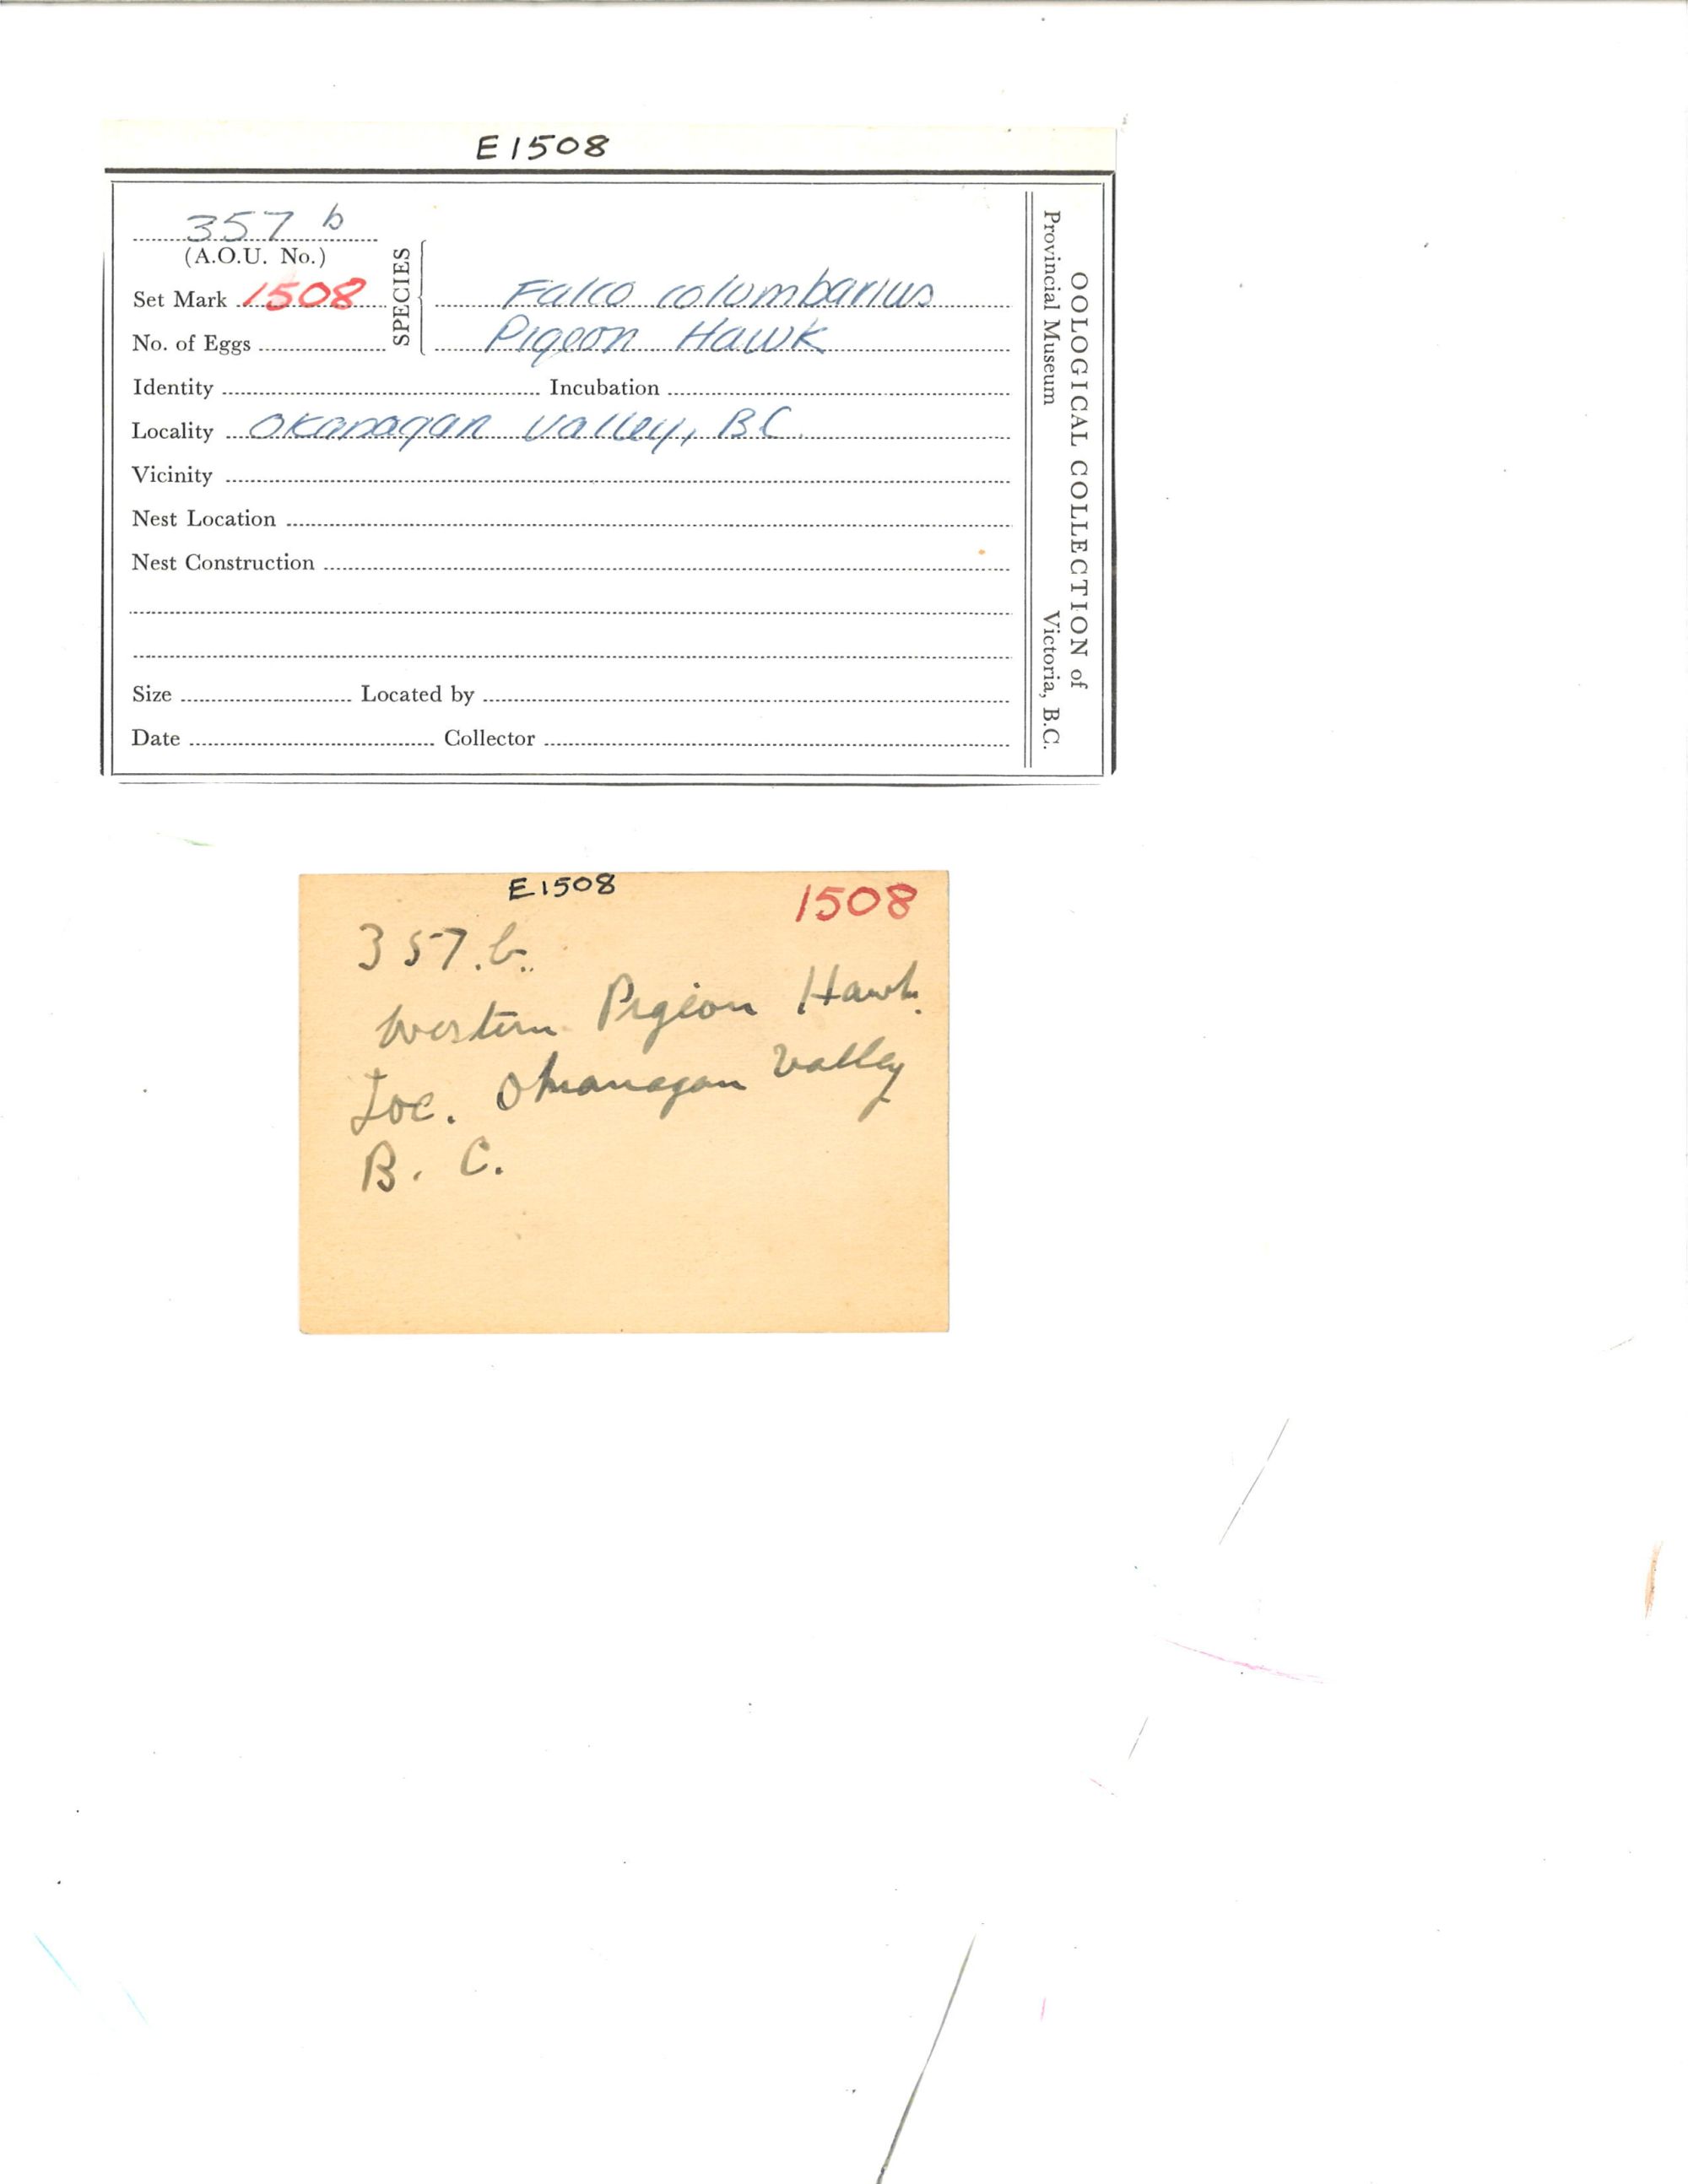 E1508
357 b
(A.O.U. No.)
Set Mark 1508
No. of Eggs
SPECIES
Falco columbarius
Pigeon Hawk
Identity Incubation
Locality Okanagan Valley, BC.
Vicinity
Nest Location
Nest Construction
Size Located by
Date Collector
OOLOGICAL COLLECTION of
Provincial Museum Victoria, B.C.
E1508 1508
357.b.
Western Pigeon Hawk.
Loc. Okanagan Valley
B. C.